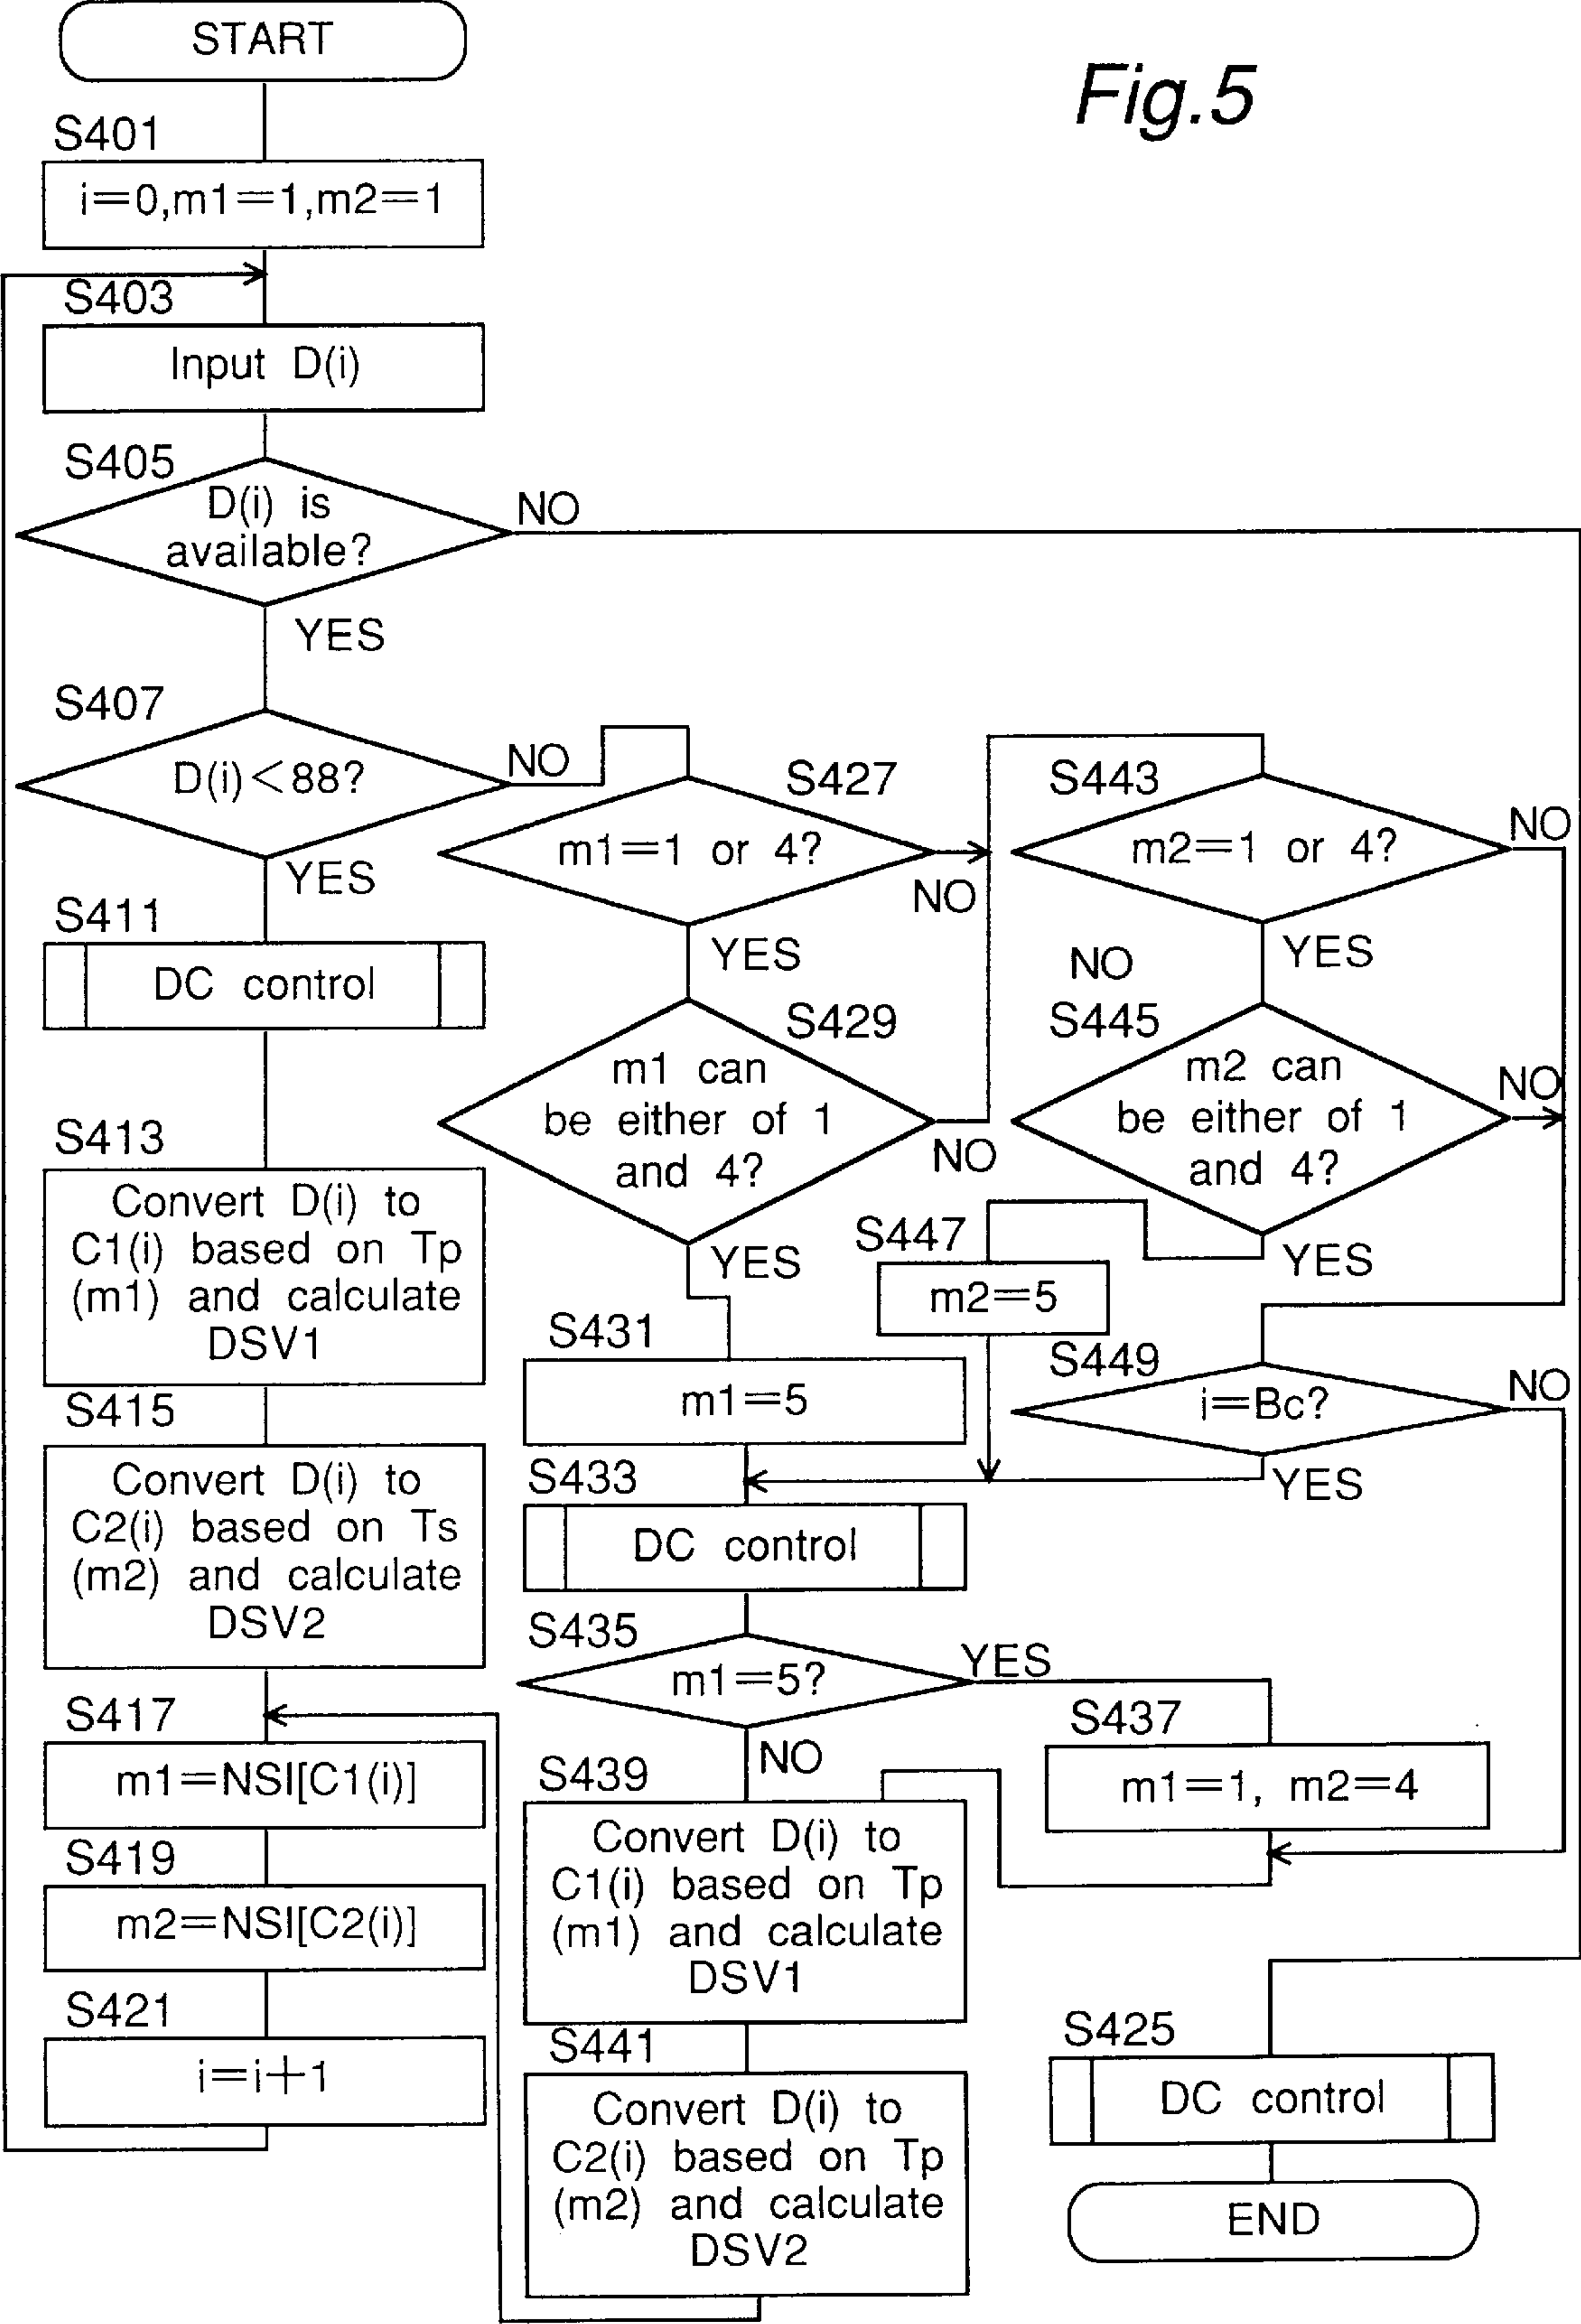 START
Fig.5
S401
i=0,m1=1,m2=1
S403
Input D(i)
S405
D(i) is
available?
NO
YES
S407
D(i)<88?
NO
YES
S411
DC control
S413
Convert D(i) to
C1(i) based on Tp
(m1) and calculate
DSV1
S415
Convert D(i) to
C2(i) based on Ts
(m2) and calculate
DSV2
S417
m1=NSI[C1(i)]
S419
m2=NSI[C2(i)]
S421
i=i+1
S427
m1=1 or 4?
NO
YES
S429
m1 can
be either of 1
and 4?
NO
YES
S431
m1=5
S433
DC control
S435
m1=5?
YES
NO
S437
m1=1, m2=4
S439
Convert D(i) to
C1(i) based on Tp
(m1) and calculate
DSV1
S441
Convert D(i) to
C2(i) based on Tp
(m2) and calculate
DSV2
S443
m2=1 or 4?
NO
YES
NO
S445
m2 can
be either of 1
and 4?
NO
YES
S447
m2=5
S449
i=Bc?
NO
YES
S425
DC control
END